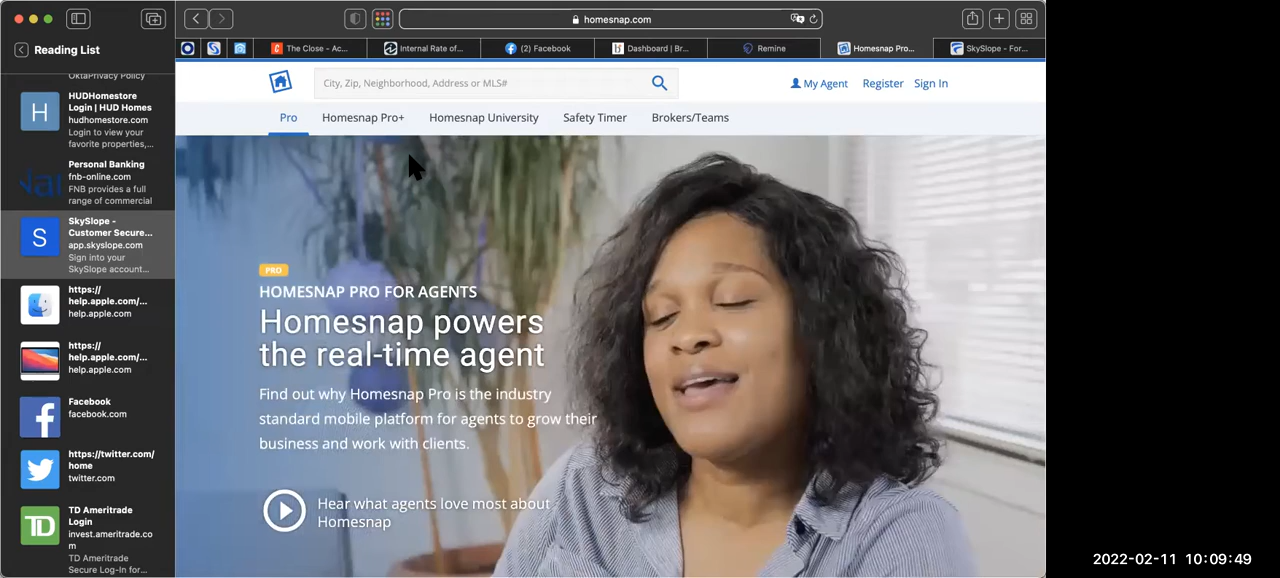 homesnap.com
Reading List
The Close - Ac...
Internal Rate of...
(2) Facebook
Dashboard | Br...
Remine
Homesnap Pro...
SkySlope - For...
OktaPrivacy Policy
H
HUDHomestore
Login | HUD Homes
hudhomestore.com
Login to view your
favorite properties,...
Personal Banking
fnb-online.com
FNB provides a full
range of commercial
S
SkySlope -
Customer Secure...
app.skyslope.com
Sign into your
SkySlope account...
https://
help.apple.com/...
help.apple.com
https://
help.apple.com/...
help.apple.com
Facebook
facebook.com
https://twitter.com/
home
twitter.com
TD
TD Ameritrade
Login
invest.ameritrade.co
m
TD Ameritrade
Secure Log-In for...
City, Zip, Neighborhood, Address or MLS#
My Agent
Register
Sign In
Pro
Homesnap Pro+
Homesnap University
Safety Timer
Brokers/Teams
PRO
HOMESNAP PRO FOR AGENTS
Homesnap powers
the real-time agent
Find out why Homesnap Pro is the industry
standard mobile platform for agents to grow their
business and work with clients.
Hear what agents love most about
Homesnap
2022-02-11 10:09:49